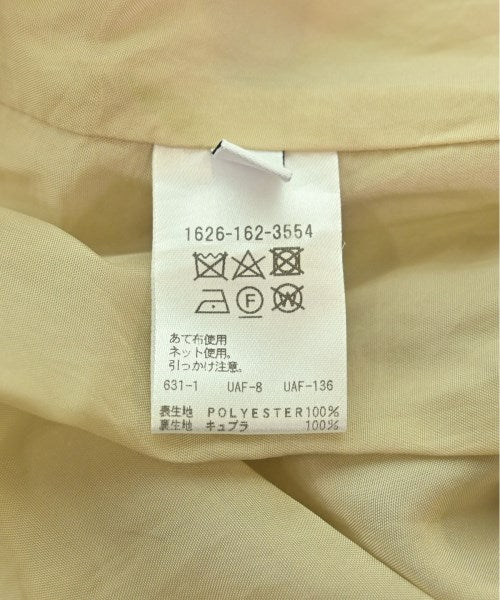 1626-162-3554
F W
あて布使用
ネット使用。
引っかけ注意。
631-1 UAF-8 UAF-136
表生地 POLYESTER100%
裏生地 キュプラ 100%